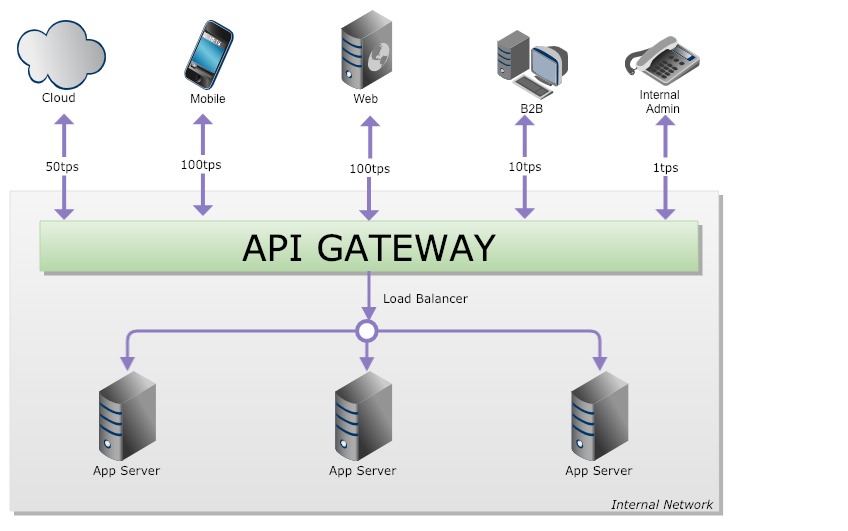 Cloud
Mobile
Web
B2B
Internal
Admin
50tps
100tps
100tps
10tps
1tps
API GATEWAY
Load Balancer
App Server
App Server
App Server
Internal Network